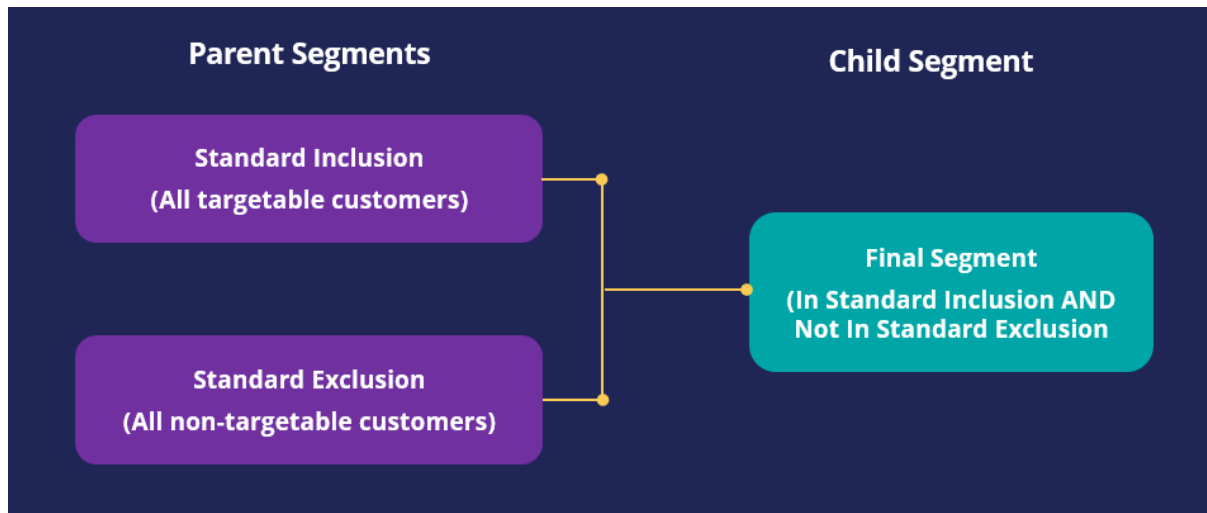 Parent Segments
Child Segment
Standard Inclusion
(All targetable customers)
Final Segment
(In Standard Inclusion AND
Not In Standard Exclusion
Standard Exclusion
(All non-targetable customers)